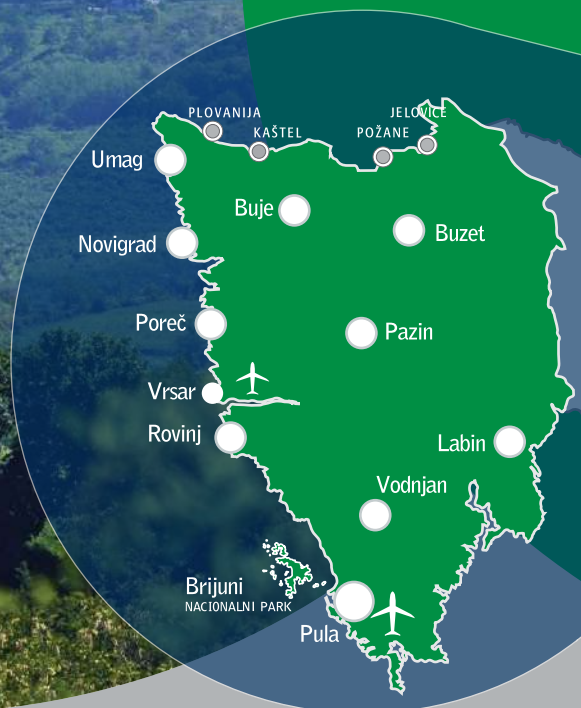 PLOVANIJA
JELOVICE
KAŠTEL
POŽANE
Umag
Buje
Buzet
Novigrad
Poreč
Pazin
Vrsar
Rovinj
Labin
Vodnjan
Brijuni
NACIONALNI PARK
Pula